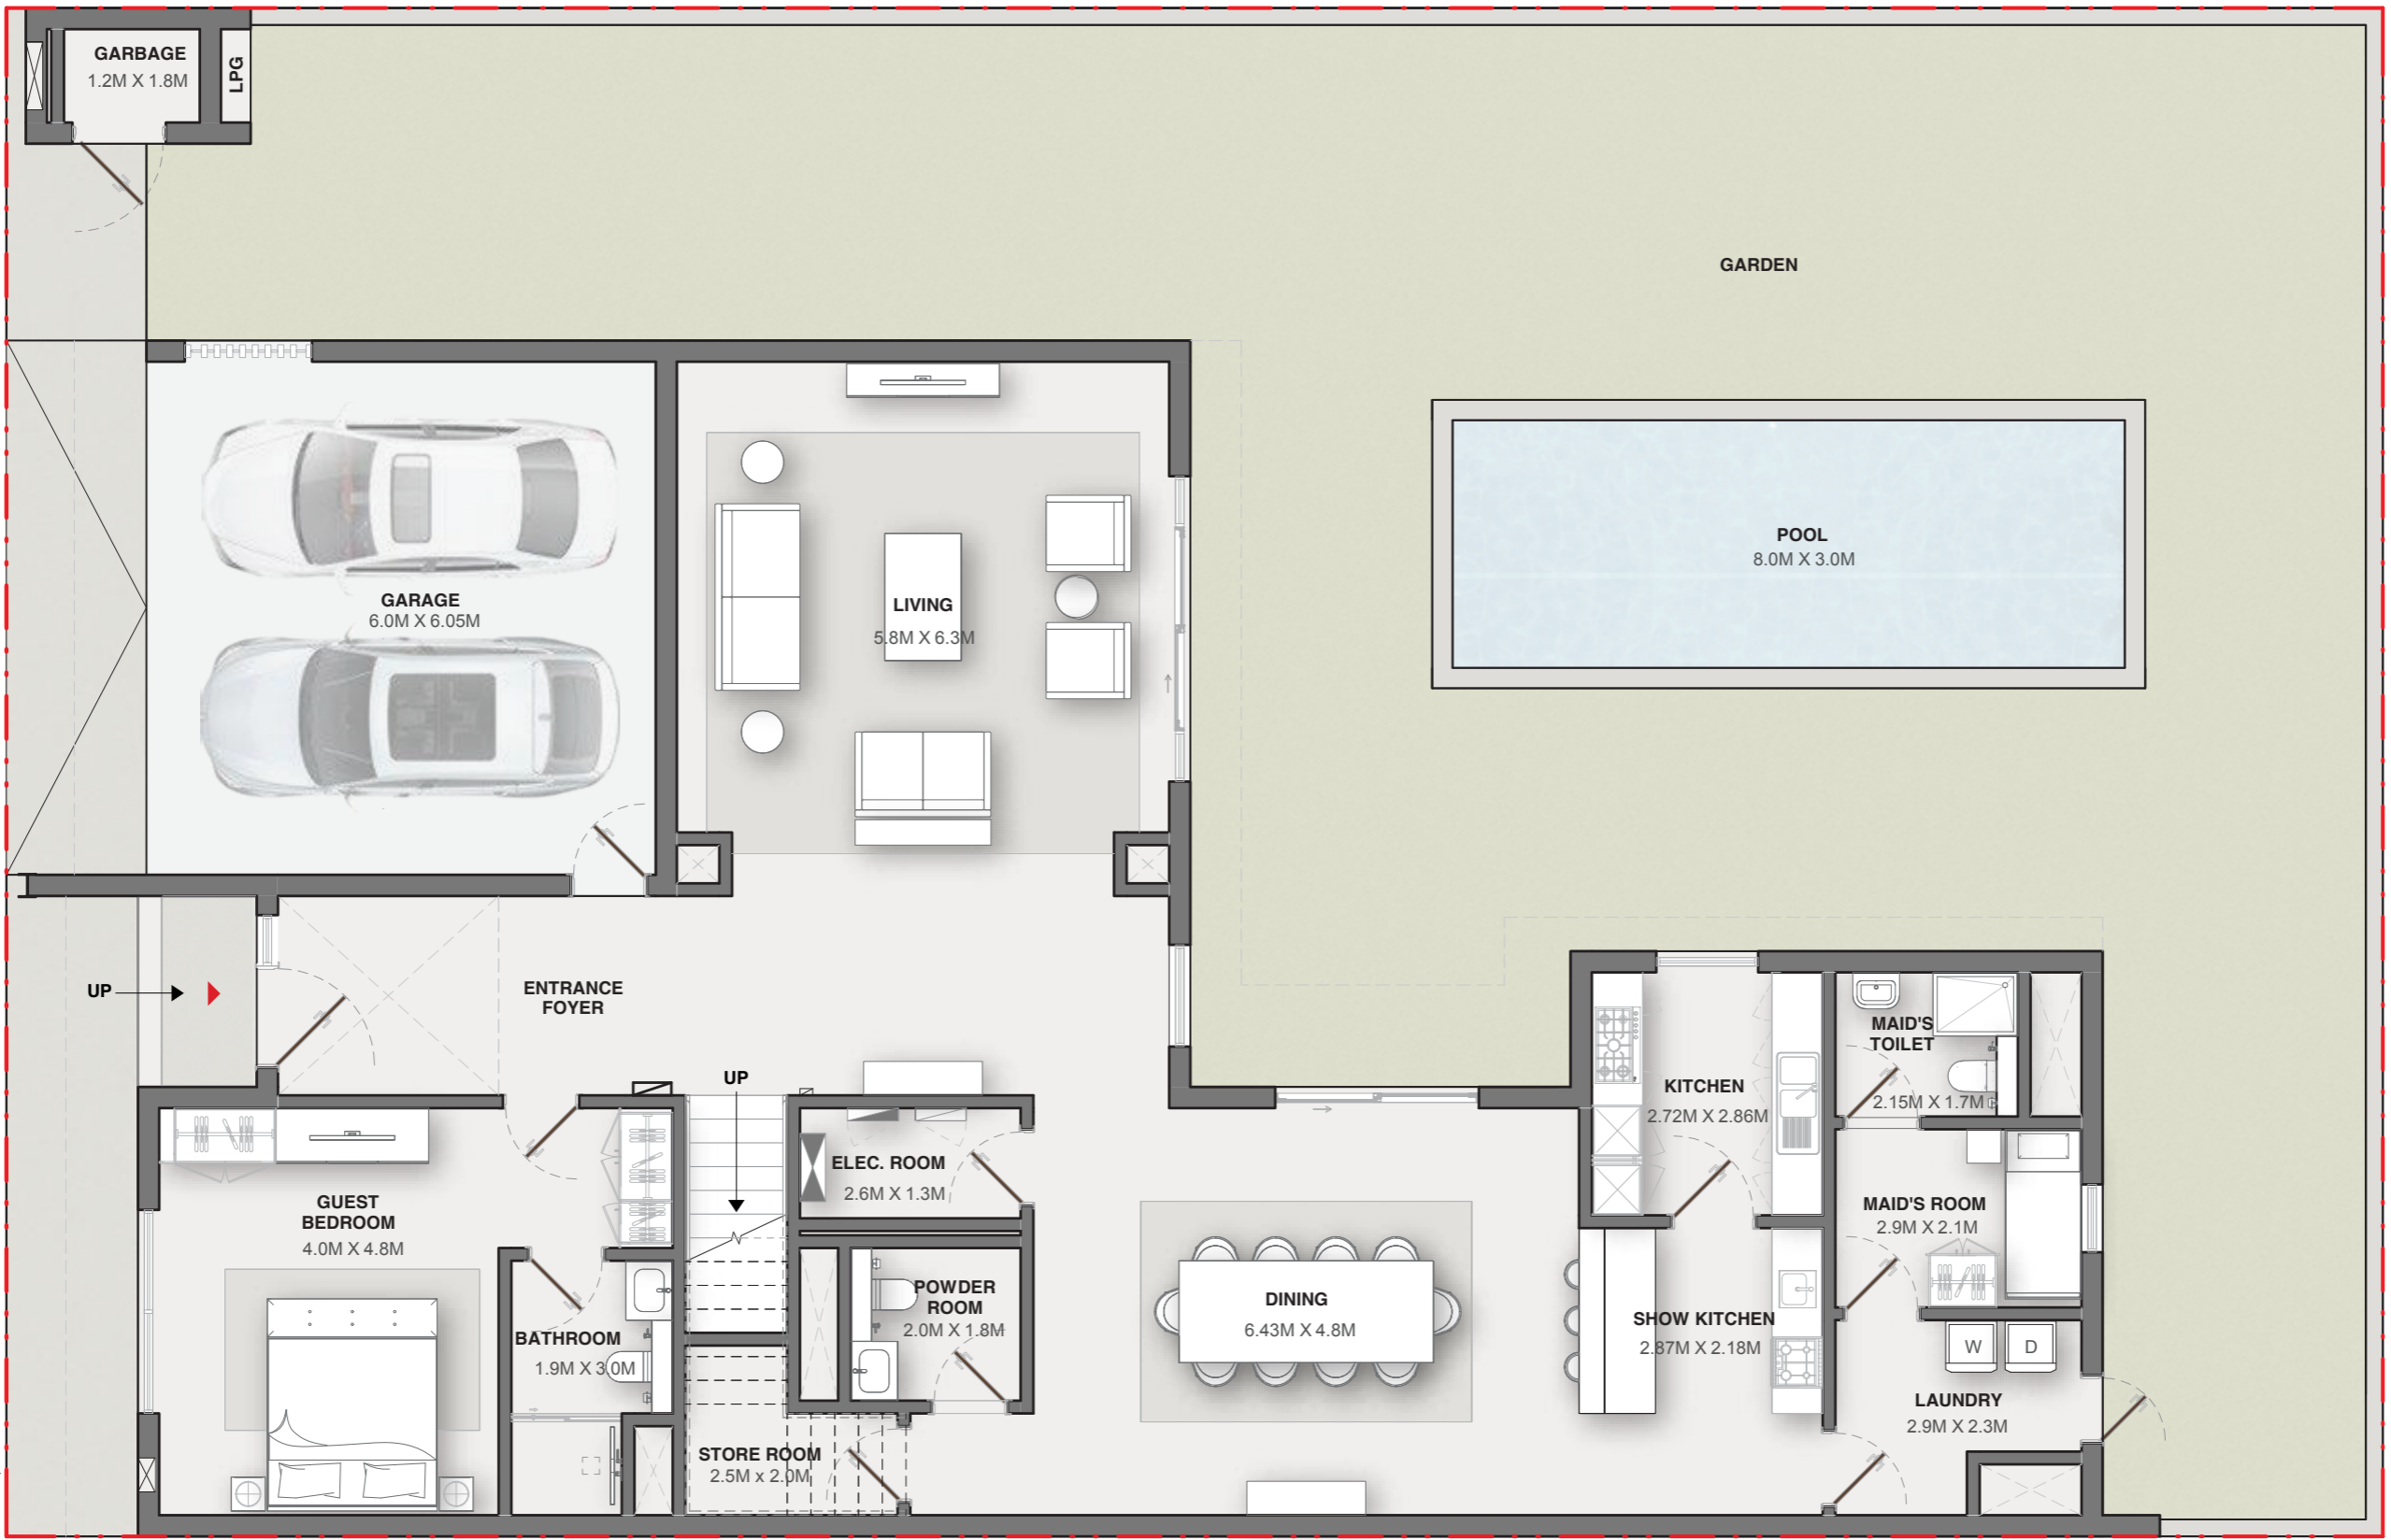 GARBAGE
1.2M X 1.8M
LPG
GARDEN
POOL
8.0M X 3.0M
GARAGE
6.0M X 6.05M
LIVING
5.8M X 6.3M
UP
ENTRANCE
FOYER
UP
MAID'S
TOILET
2.15M X 1.7M
KITCHEN
2.72M X 2.86M
ELEC. ROOM
2.6M X 1.3M
GUEST
BEDROOM
4.0M X 4.8M
MAID'S ROOM
2.9M X 2.1M
POWDER
ROOM
2.0M X 1.8M
DINING
6.43M X 4.8M
SHOW KITCHEN
2.87M X 2.18M
BATHROOM
1.9M X 3.0M
W
D
LAUNDRY
2.9M X 2.3M
STORE ROOM
2.5M x 2.0M